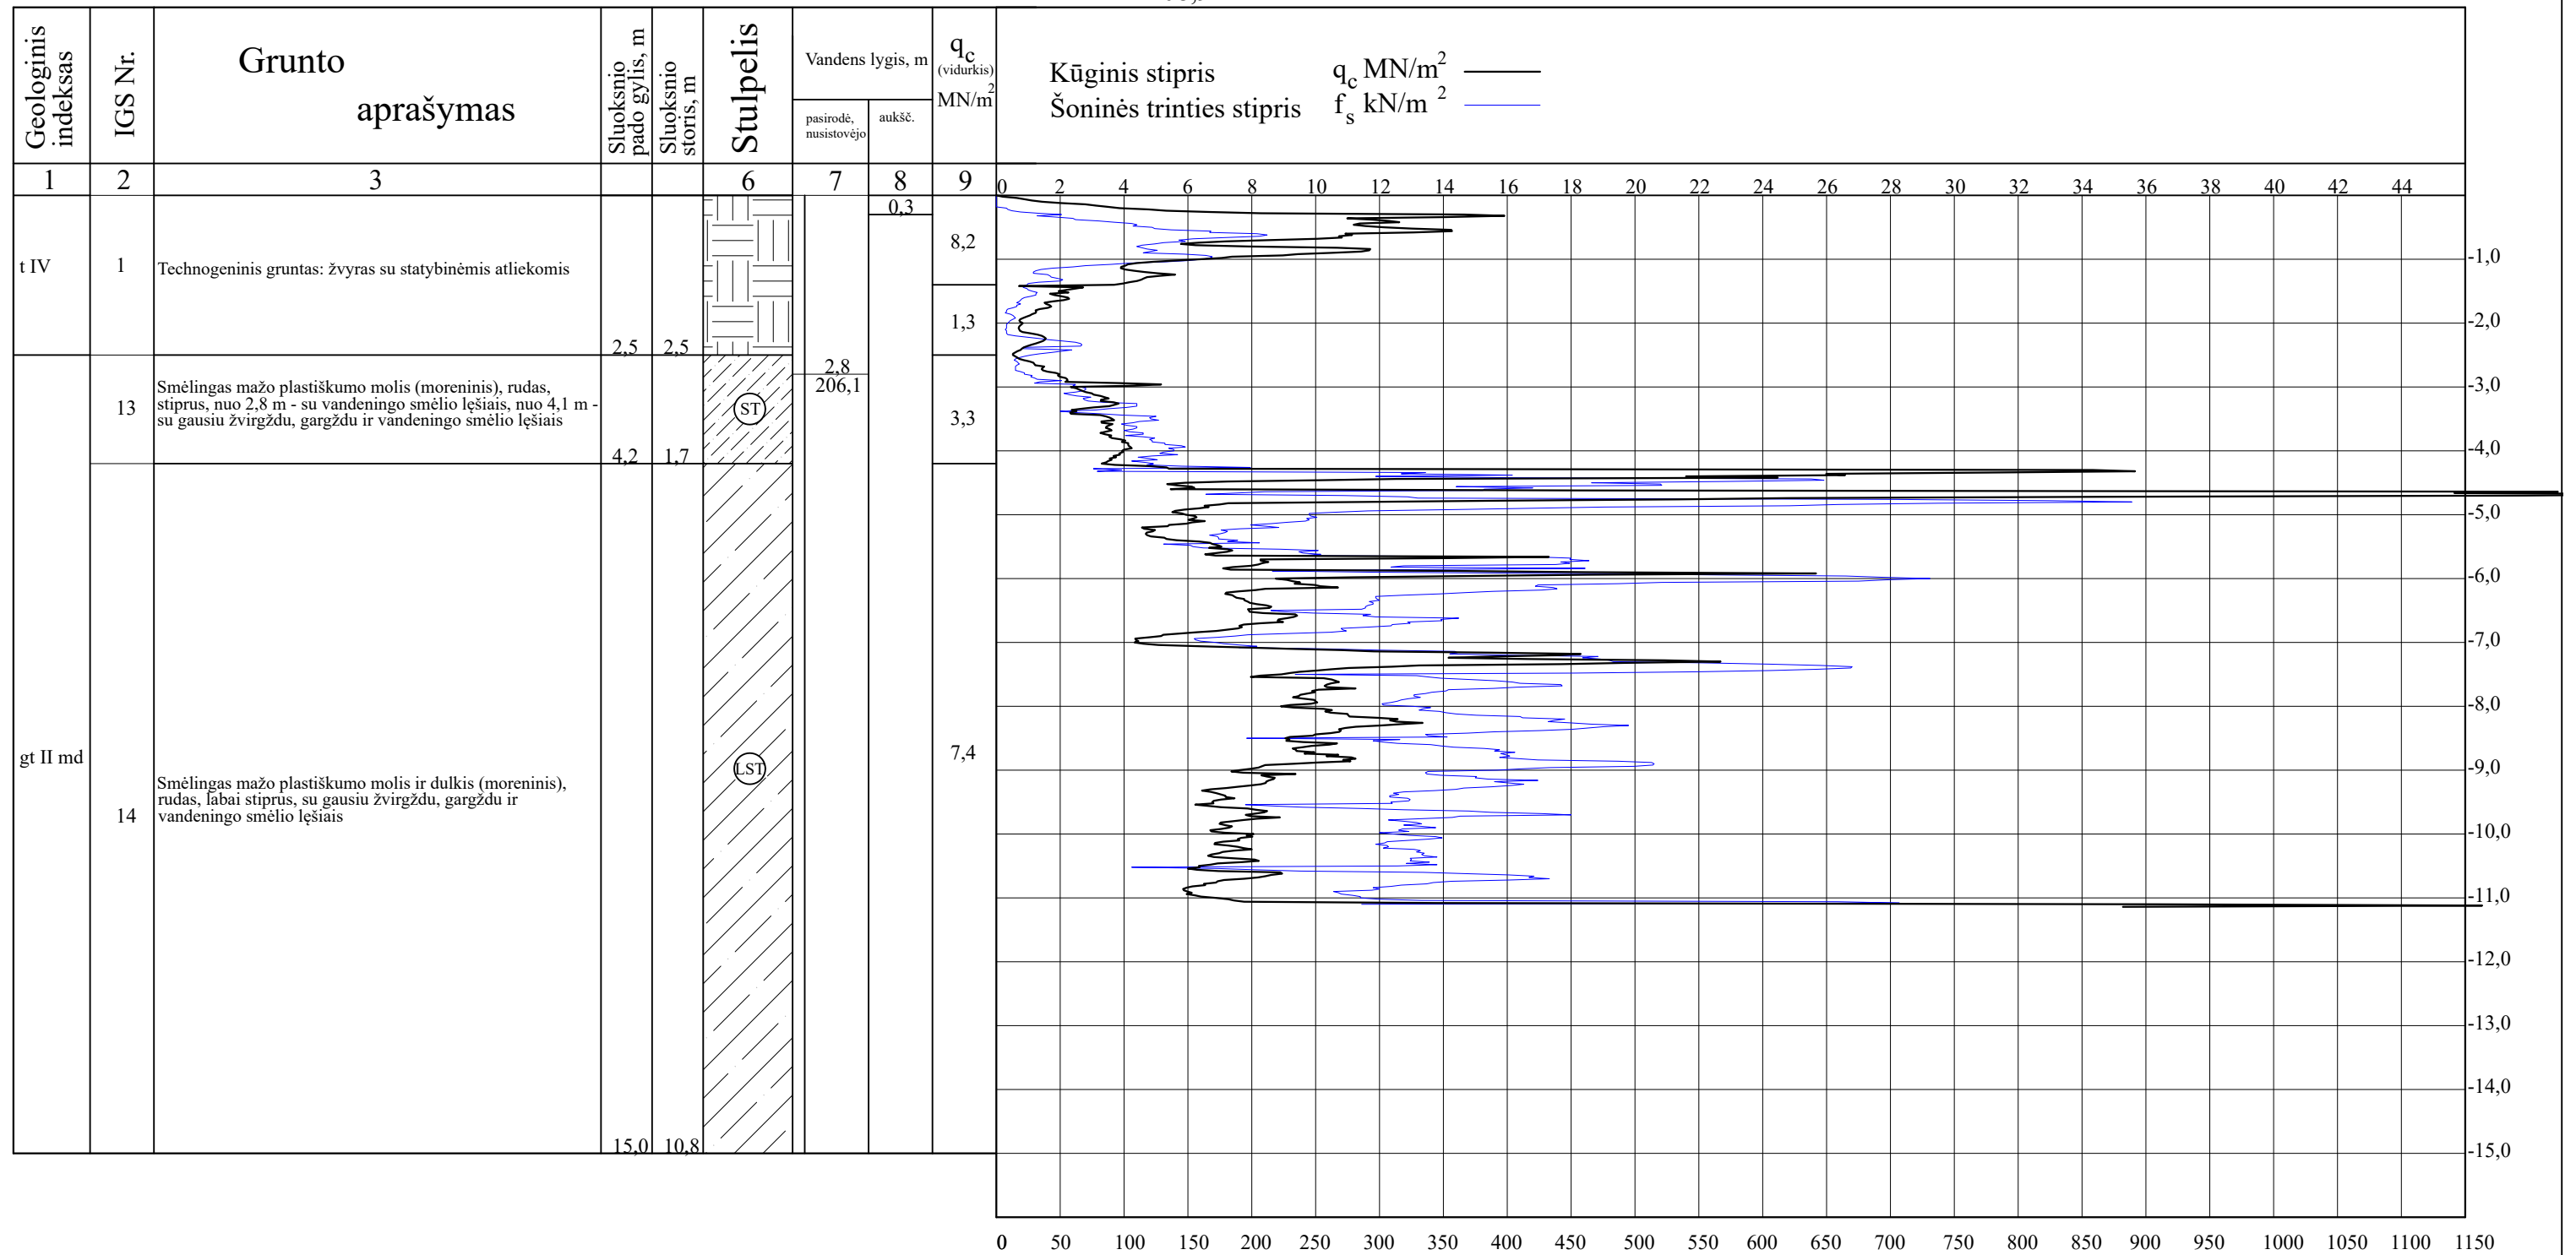 Geologinis
indeksas
IGS Nr.
Grunto
aprašymas
Sluoksnio
pado gylis, m
Sluoksnio
storis, m
Stulpelis
Vandens lygis, m
pasirodė,
nusistovėjo
aukšč.
qc
(vidurkis)
MN/m2
Kūginis stipris qc MN/m2
Šoninės trinties stipris fs kN/m 2
1 2 3 6 7 8 9
0 2 4 6 8 10 12 14 16 18 20 22 24 26 28 30 32 34 36 38 40 42 44
0,3
8,2
t IV 1 Technogeninis gruntas: žvyras su statybinėmis atliekomis
-1,0
1,3
-2,0
2,5 2,5
2,8
206,1
Smėlingas mažo plastiškumo molis (moreninis), rudas,
stiprus, nuo 2,8 m - su vandeningo smėlio lęšiais, nuo 4,1 m -
su gausiu žvirgždu, gargždu ir vandeningo smėlio lęšiais
13
ST
3,3
-3,0
4,2 1,7
-4,0
-5,0
-6,0
-7,0
-8,0
gt II md
LST
7,4
14
Smėlingas mažo plastiškumo molis ir dulkis (moreninis),
rudas, labai stiprus, su gausiu žvirgždu, gargždu ir
vandeningo smėlio lęšiais
-9,0
-10,0
-11,0
-12,0
-13,0
-14,0
15,0 10,8
-15,0
0 50 100 150 200 250 300 350 400 450 500 550 600 650 700 750 800 850 900 950 1000 1050 1100 1150